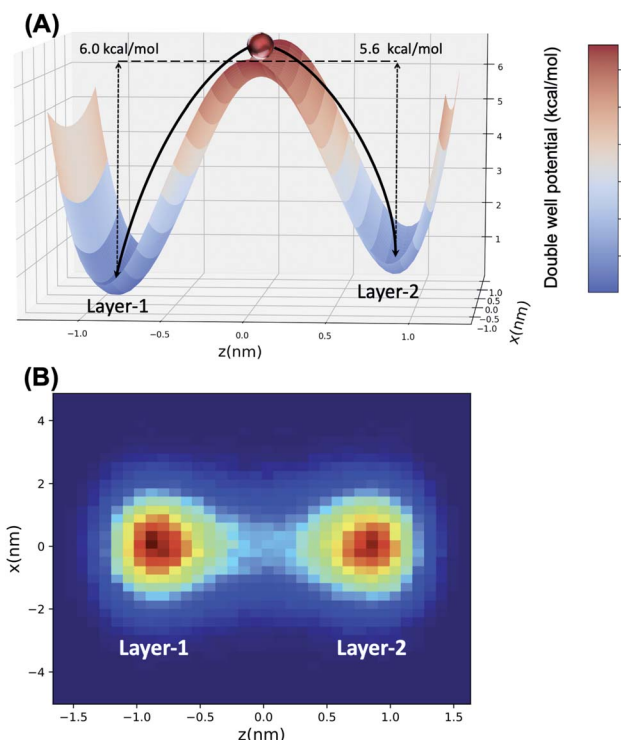 (A)
6.0 kcal/mol
5.6 kcal/mol
6
5
4
3
2
1
Double well potential (kcal/mol)
Layer-1
Layer-2
1.0
0.5
0.0
-0.5
-1.0
x(nm)
-1.0
-0.5
0.0
0.5
1.0
z(nm)
(B)
4
2
0
−2
−4
x(nm)
Layer-1
Layer-2
−1.5
−1.0
−0.5
0.0
0.5
1.0
1.5
z(nm)